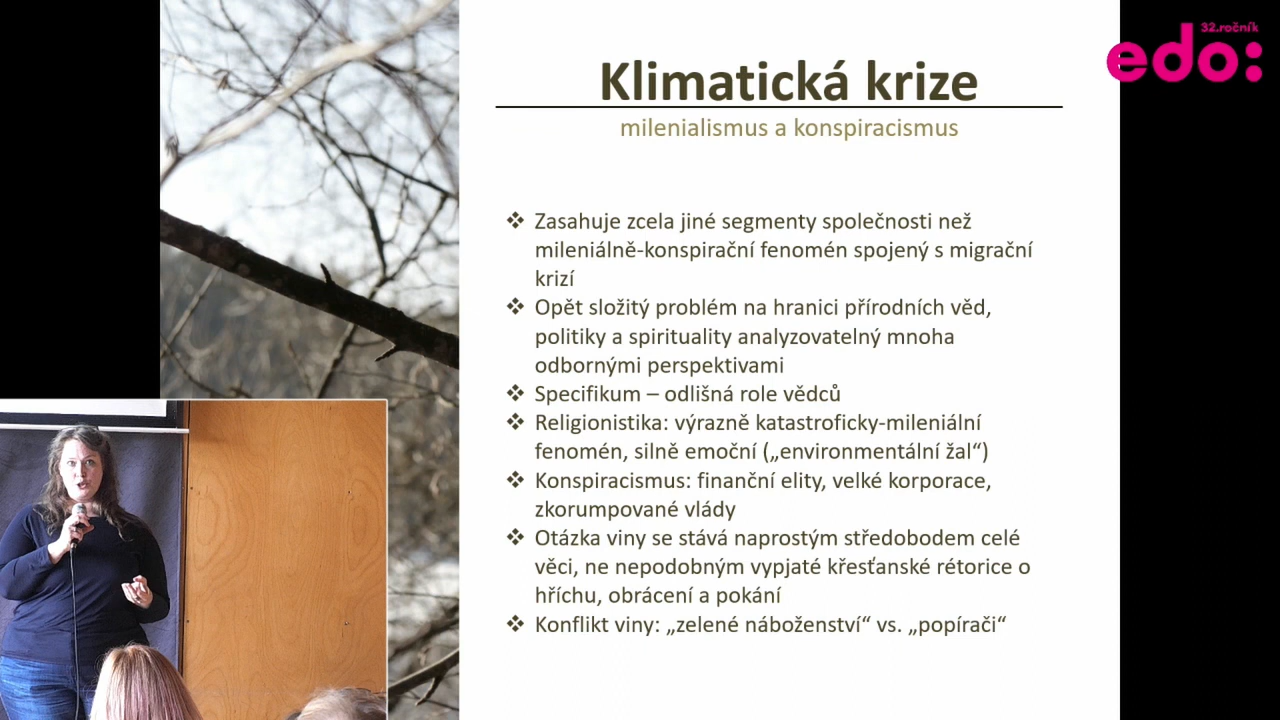 32.ročník
edo:
Klimatická krize
milenialismus a konspiracismus
❖ Zasahuje zcela jiné segmenty společnosti než
mileniálně-konspirační fenomén spojený s migrační
krizí
❖ Opět složitý problém na hranici přírodních věd,
politiky a spirituality analyzovatelný mnoha
odbornými perspektivami
❖ Specifikum – odlišná role vědců
❖ Religionistika: výrazně katastroficky-mileniální
fenomén, silně emoční („environmentální žal“)
❖ Konspiracismus: finanční elity, velké korporace,
zkorumpované vlády
❖ Otázka viny se stává naprostým středobodem celé
věci, ne nepodobným vypjaté křesťanské rétorice o
hříchu, obrácení a pokání
❖ Konflikt viny: „zelené náboženství“ vs. „popírači“